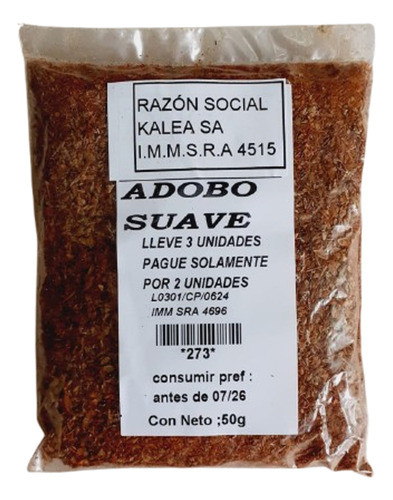 RAZÓN SOCIAL
KALEA SA
I.M.M.S.R.A 4515
ADOBO
SUAVE
LLEVE 3 UNIDADES
PAGUE SOLAMENTE
POR 2 UNIDADES
L0301/CP/0624
IMM SRA 4696
*273*
consumir pref :
antes de 07/26
Con Neto ;50g